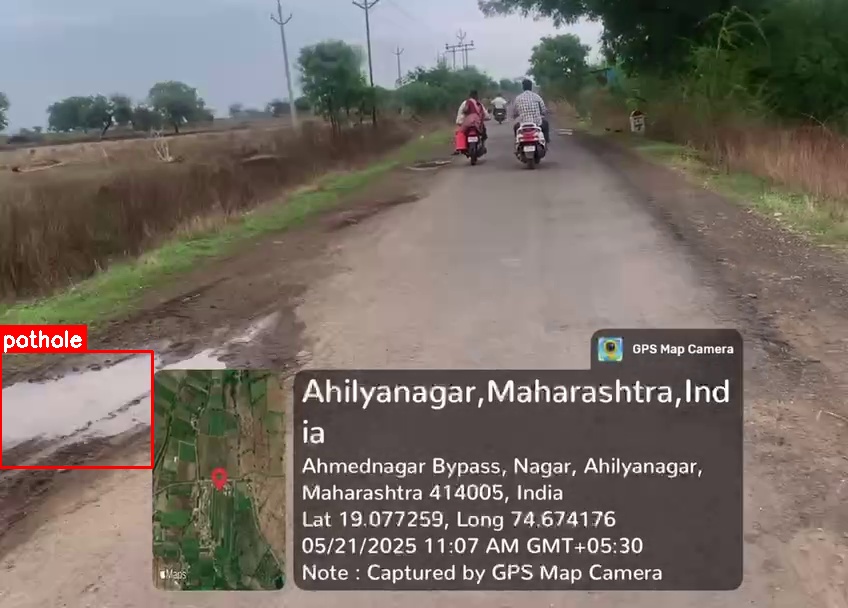 pothole
GPS Map Camera
Ahilyanagar,Maharashtra,Ind
ia
Ahmednagar Bypass, Nagar, Ahilyanagar,
Maharashtra 414005, India
Lat 19.077259, Long 74.674176
05/21/2025 11:07 AM GMT+05:30
Note : Captured by GPS Map Camera
Maps